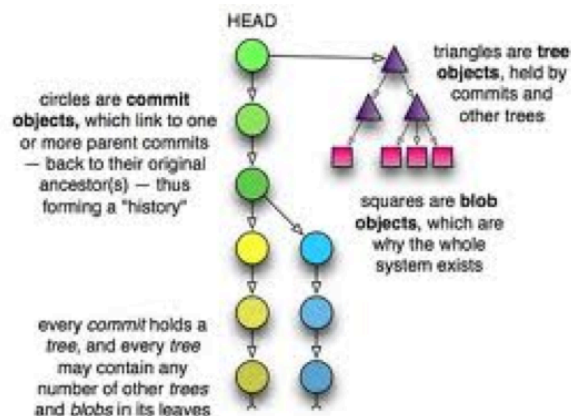 HEAD
triangles are tree
objects, held by
commits and
other trees
circles are commit
objects, which link to one
or more parent commits
— back to their original
ancestor(s) — thus
forming a "history"
squares are blob
objects, which are
why the whole
system exists
every commit holds a
tree, and every tree
may contain any
number of other trees
and blobs in its leaves